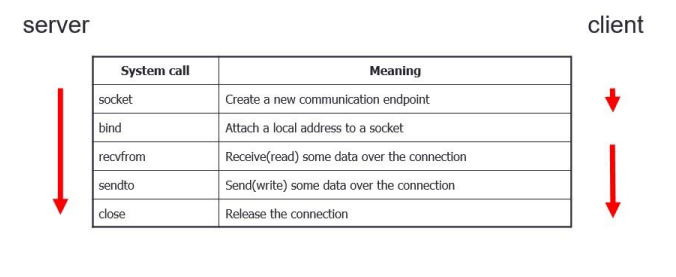 server
client
System call Meaning
socket Create a new communication endpoint
bind Attach a local address to a socket
recvfrom Receive(read) some data over the connection
sendto Send(write) some data over the connection
close Release the connection